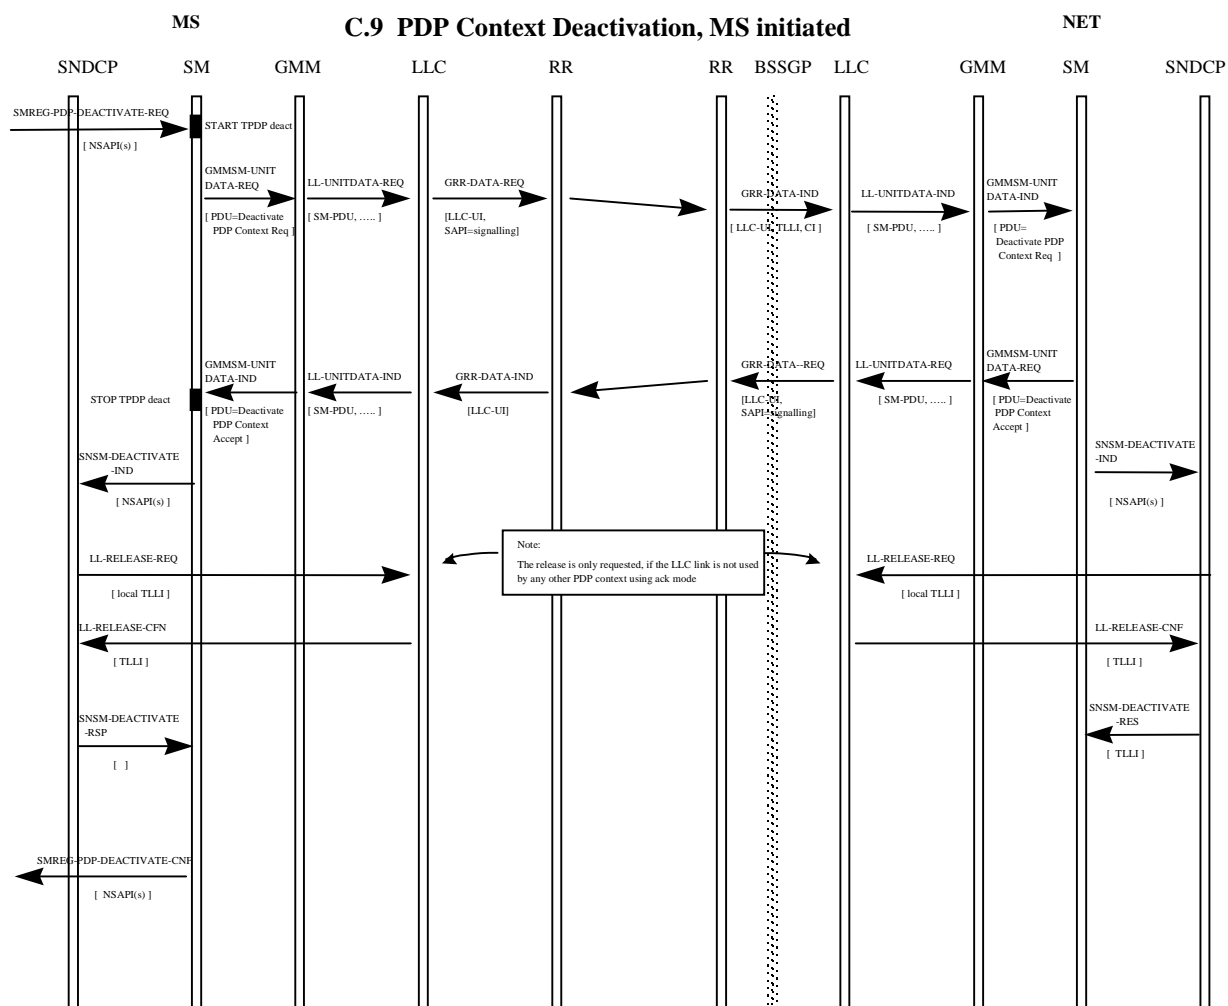 MS C.9 PDP Context Deactivation, MS initiated NET
SNDCP SM GMM LLC RR RR BSSGP LLC GMM SM SNDCP
SMREG-PDP-DEACTIVATE-REQ
START TPDP deact
[ NSAPI(s) ]
GMMSM-UNIT
DATA-REQ
[ PDU=Deactivate
PDP Context Req ]
LL-UNITDATA-REQ
[ SM-PDU, ..... ]
GRR-DATA-REQ
[LLC-UI,
SAPI=signalling]
GRR-DATA-IND
[ LLC-UI, TLLI, CI ]
LL-UNITDATA-IND
[ SM-PDU, ..... ]
GMMSM-UNIT
DATA-IND
[ PDU=
Deactivate PDP
Context Req ]
GMMSM-UNIT
DATA-IND
STOP TPDP deact
[ PDU=Deactivate
PDP Context
Accept ]
LL-UNITDATA-IND
[ SM-PDU, ..... ]
GRR-DATA-IND
[LLC-UI]
GRR-DATA--REQ
[LLC-UI,
SAPI=signalling]
LL-UNITDATA-REQ
[ SM-PDU, ..... ]
GMMSM-UNIT
DATA-REQ
[ PDU=Deactivate
PDP Context
Accept ]
SNSM-DEACTIVATE
-IND
[ NSAPI(s) ]
SNSM-DEACTIVATE
-IND
[ NSAPI(s) ]
Note:
The release is only requested, if the LLC link is not used
by any other PDP context using ack mode
LL-RELEASE-REQ
[ local TLLI ]
LL-RELEASE-REQ
[ local TLLI ]
LL-RELEASE-CFN
[ TLLI ]
LL-RELEASE-CNF
[ TLLI ]
SNSM-DEACTIVATE
-RSP
[ ]
SNSM-DEACTIVATE
-RES
[ TLLI ]
SMREG-PDP-DEACTIVATE-CNF
[ NSAPI(s) ]